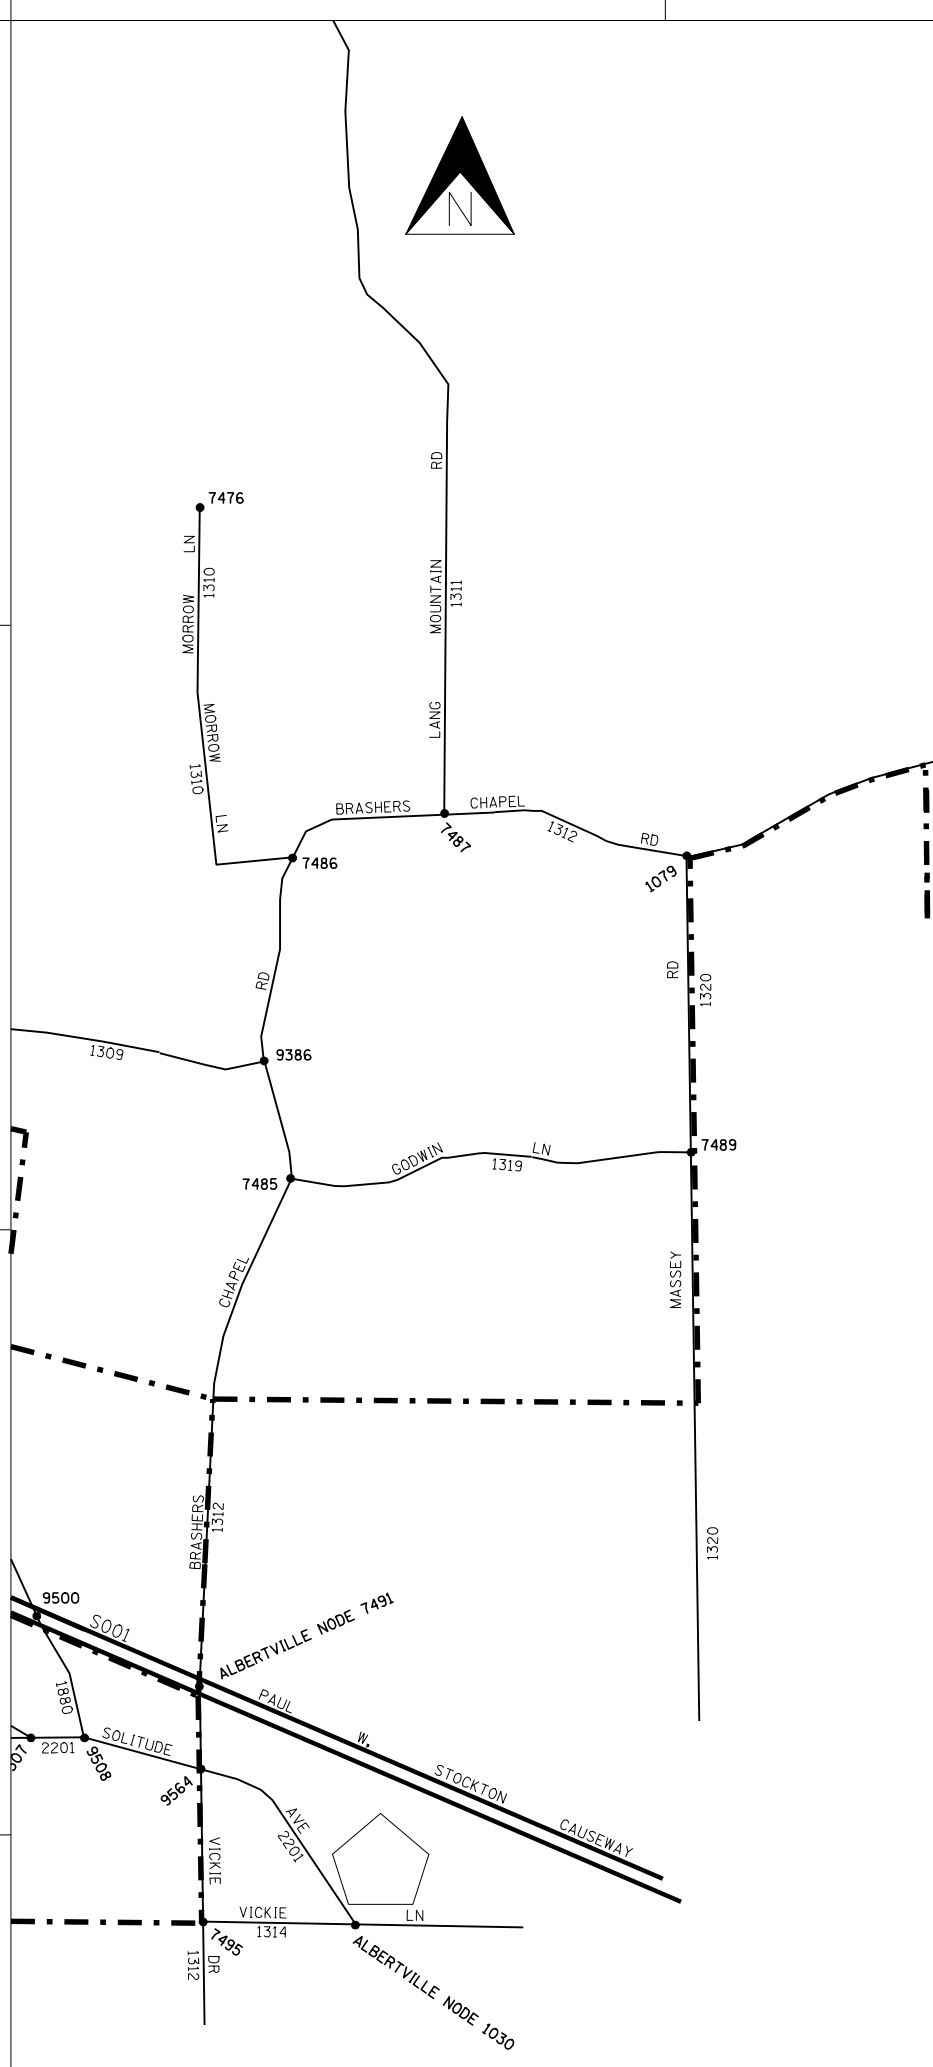 N
RD
7476
LN
1310
MOUNTAIN
1311
MORROW
LANG
MORROW
1310
LN
BRASHERS
CHAPEL
1312
RD
7487
7486
1079
RD
RD
1320
1309
9386
7489
GODWIN
LN
1319
7485
CHAPEL
MASSEY
BRASHERS
1312
1320
9500
S001
ALBERTVILLE NODE 7491
1880
PAUL
W.
SOLITUDE
2201
9508
STOCKTON
9564
AVE
2201
CAUSEWAY
VICKIE
VICKIE
LN
1314
7495
DR
1312
ALBERTVILLE NODE 1030